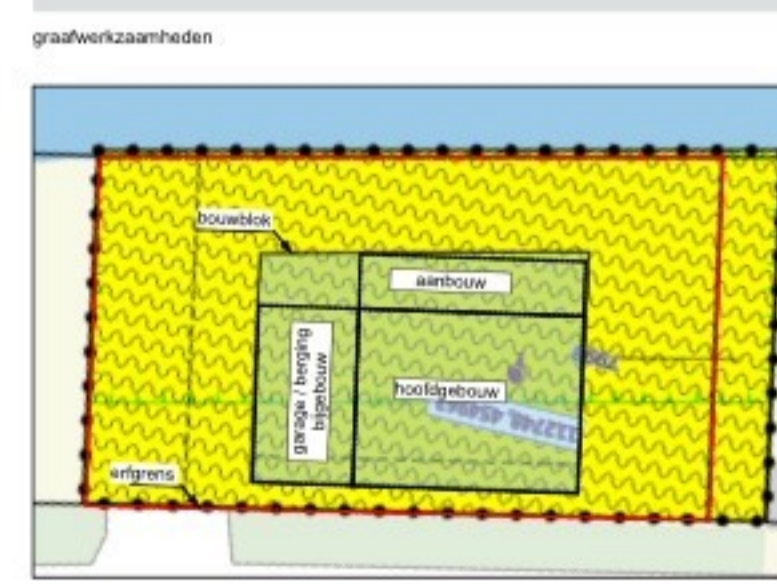 graafwerkzaamheden
bouwblok
aanbouw
garage / berging
bijgebouw
hoofdgebouw
erfgrens